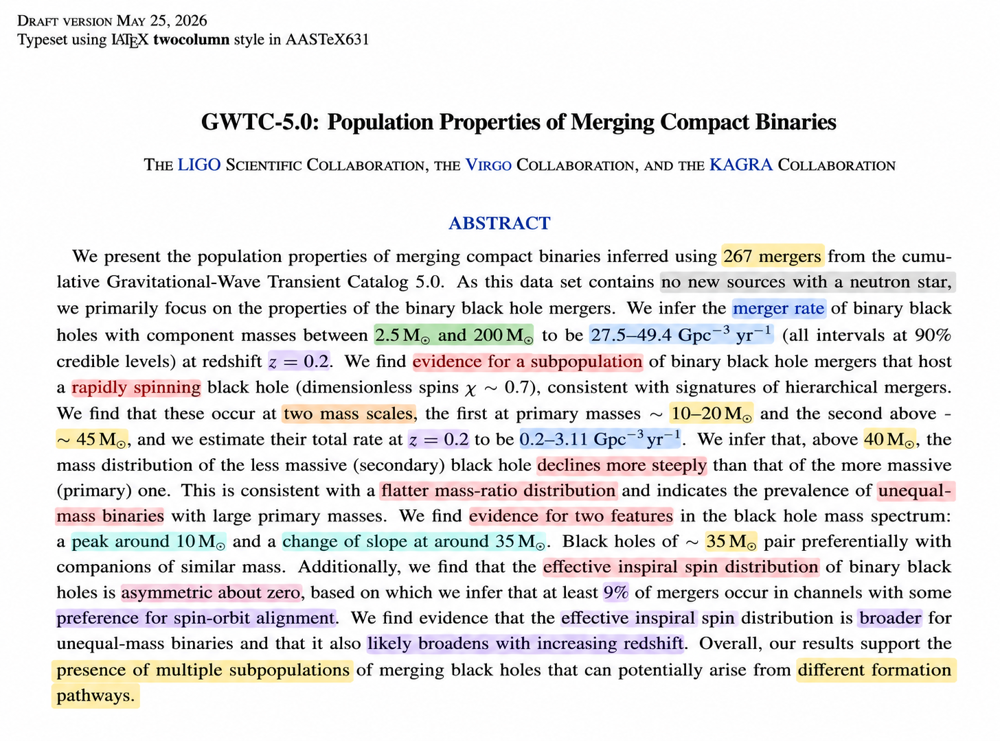 DRAFT VERSION MAY 25, 2026
Typeset using LATEX twocolumn style in AASTeX631
GWTC-5.0: Population Properties of Merging Compact Binaries
THE LIGO SCIENTIFIC COLLABORATION, THE VIRGO COLLABORATION, AND THE KAGRA COLLABORATION
ABSTRACT
We present the population properties of merging compact binaries inferred using 267 mergers from the cumu-
lative Gravitational-Wave Transient Catalog 5.0. As this data set contains no new sources with a neutron star,
we primarily focus on the properties of the binary black hole mergers. We infer the merger rate of binary black
holes with component masses between 2.5 M⊙ and 200 M⊙ to be 27.5–49.4 Gpc⁻³ yr⁻¹ (all intervals at 90%
credible levels) at redshift z = 0.2. We find evidence for a subpopulation of binary black hole mergers that host
a rapidly spinning black hole (dimensionless spins χ ∼ 0.7), consistent with signatures of hierarchical mergers.
We find that these occur at two mass scales, the first at primary masses ∼ 10–20 M⊙ and the second above -
∼ 45 M⊙, and we estimate their total rate at z = 0.2 to be 0.2–3.11 Gpc⁻³ yr⁻¹. We infer that, above 40 M⊙, the
mass distribution of the less massive (secondary) black hole declines more steeply than that of the more massive
(primary) one. This is consistent with a flatter mass-ratio distribution and indicates the prevalence of unequal-
mass binaries with large primary masses. We find evidence for two features in the black hole mass spectrum:
a peak around 10 M⊙ and a change of slope at around 35 M⊙. Black holes of ∼ 35 M⊙ pair preferentially with
companions of similar mass. Additionally, we find that the effective inspiral spin distribution of binary black
holes is asymmetric about zero, based on which we infer that at least 9% of mergers occur in channels with some
preference for spin-orbit alignment. We find evidence that the effective inspiral spin distribution is broader for
unequal-mass binaries and that it also likely broadens with increasing redshift. Overall, our results support the
presence of multiple subpopulations of merging black holes that can potentially arise from different formation
pathways.